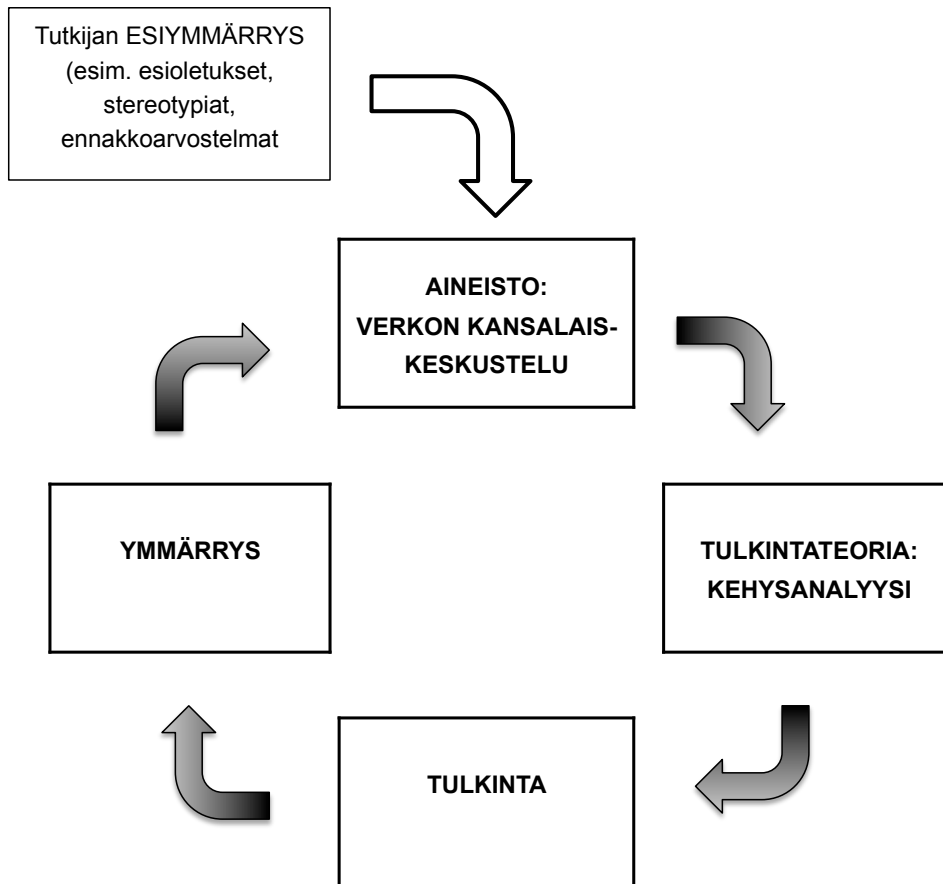 Tutkijan ESIYMMÄRRYS
(esim. esioletukset,
stereotypiat,
ennakkoarvostelmat
AINEISTO:
VERKON KANSALAIS-
KESKUSTELU
YMMÄRRYS
TULKINTATEORIA:
KEHYSANALYYSI
TULKINTA